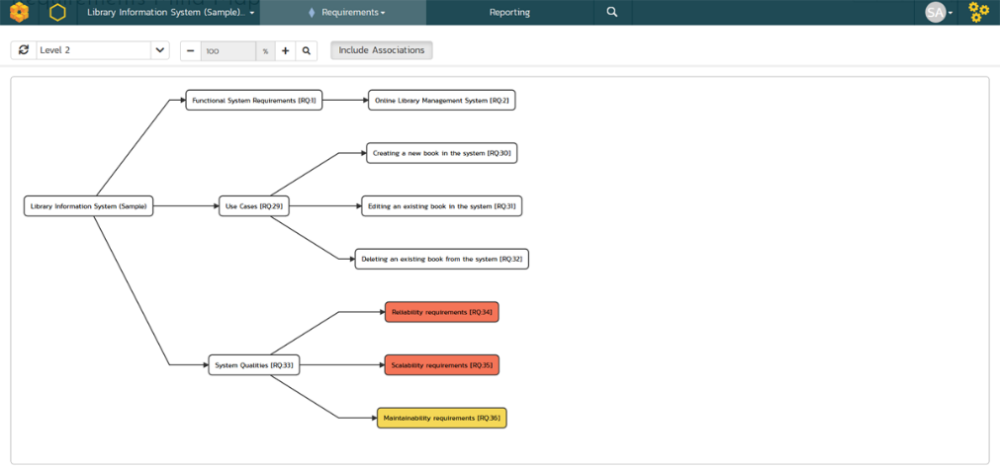 Library Information System (Sample)...
Requirements
Reporting
SA
Level 2
100
%
Include Associations
Functional System Requirements [RQ:1]
Online Library Management System [RQ:2]
Creating a new book in the system [RQ:30]
Library Information System (Sample)
Use Cases [RQ:29]
Editing an existing book in the system [RQ:31]
Deleting an existing book from the system [RQ:32]
Reliability requirements [RQ:34]
System Qualities [RQ:33]
Scalability requirements [RQ:35]
Maintainability requirements [RQ:36]